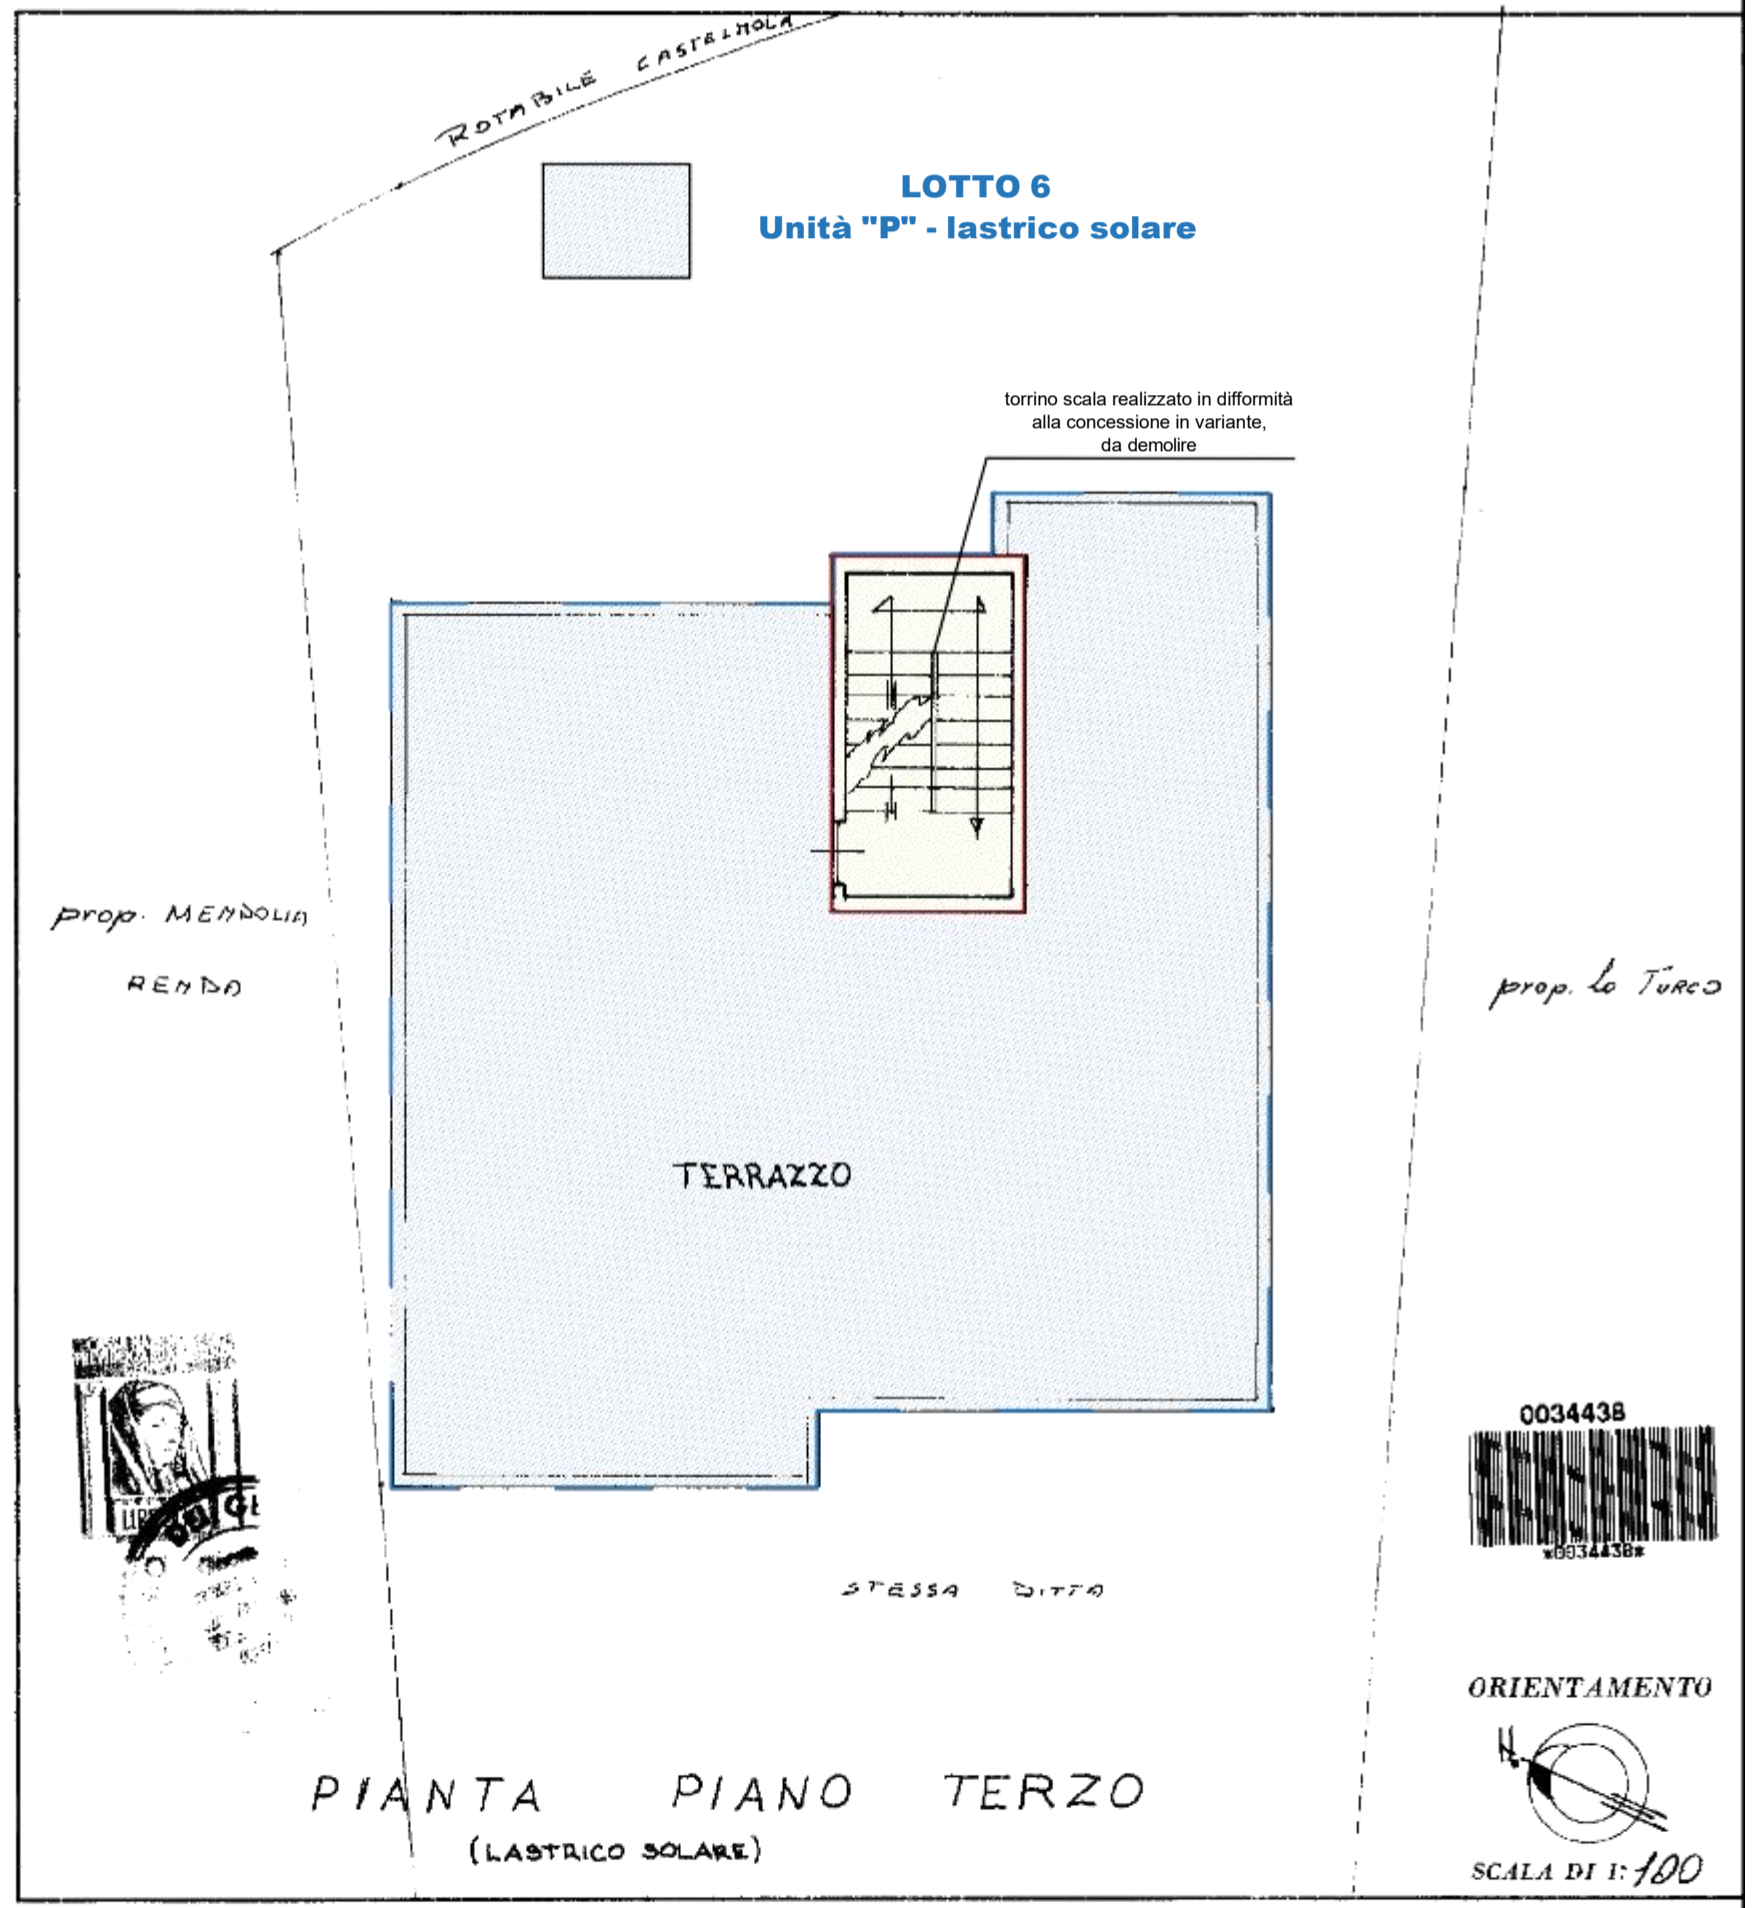 ROTABILE CASTELMOLA
LOTTO 6
Unità "P" - lastrico solare
torrino scala realizzato in difformità
alla concessione in variante,
da demolire
prop. MENDOLIA
RENDA
prop. Lo TURCO
TERRAZZO
0034438
*0034438*
STESSA DITTA
ORIENTAMENTO
N
PIANTA PIANO TERZO
(LASTRICO SOLARE)
SCALA DI 1:100